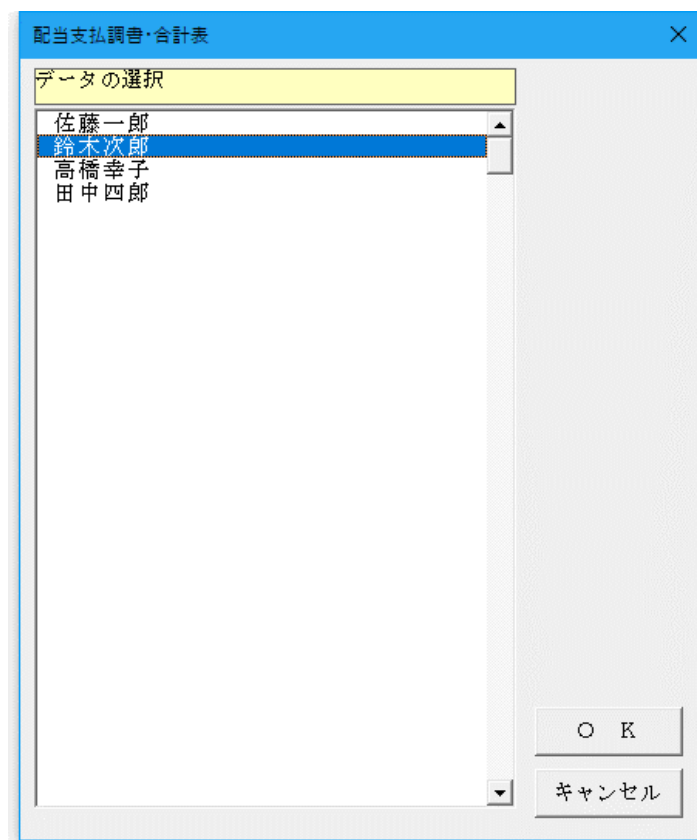 配当支払調書・合計表
データの選択
佐藤一郎
鈴木次郎
高橋幸子
田中四郎
ＯＫ
キャンセル